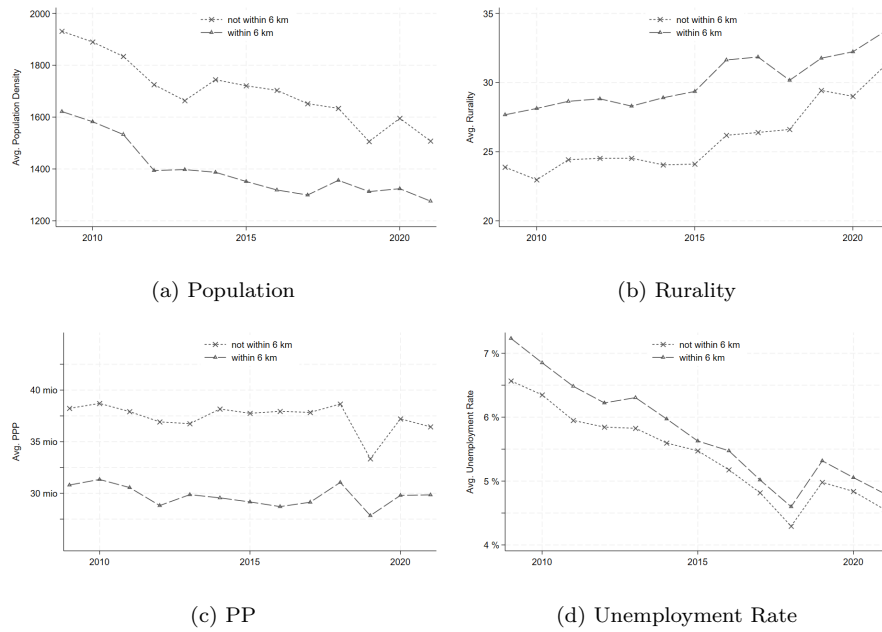 2000
1800
1600
1400
1200
Avg. Population Density
not within 6 km
within 6 km
2010
2015
2020
(a) Population
35
30
25
20
Avg. Rurality
not within 6 km
within 6 km
2010
2015
2020
(b) Rurality
40 mio
35 mio
30 mio
Avg. PPP
not within 6 km
within 6 km
2010
2015
2020
(c) PP
7 %
6 %
5 %
4 %
Avg. Unemployment Rate
not within 6 km
within 6 km
2010
2015
2020
(d) Unemployment Rate